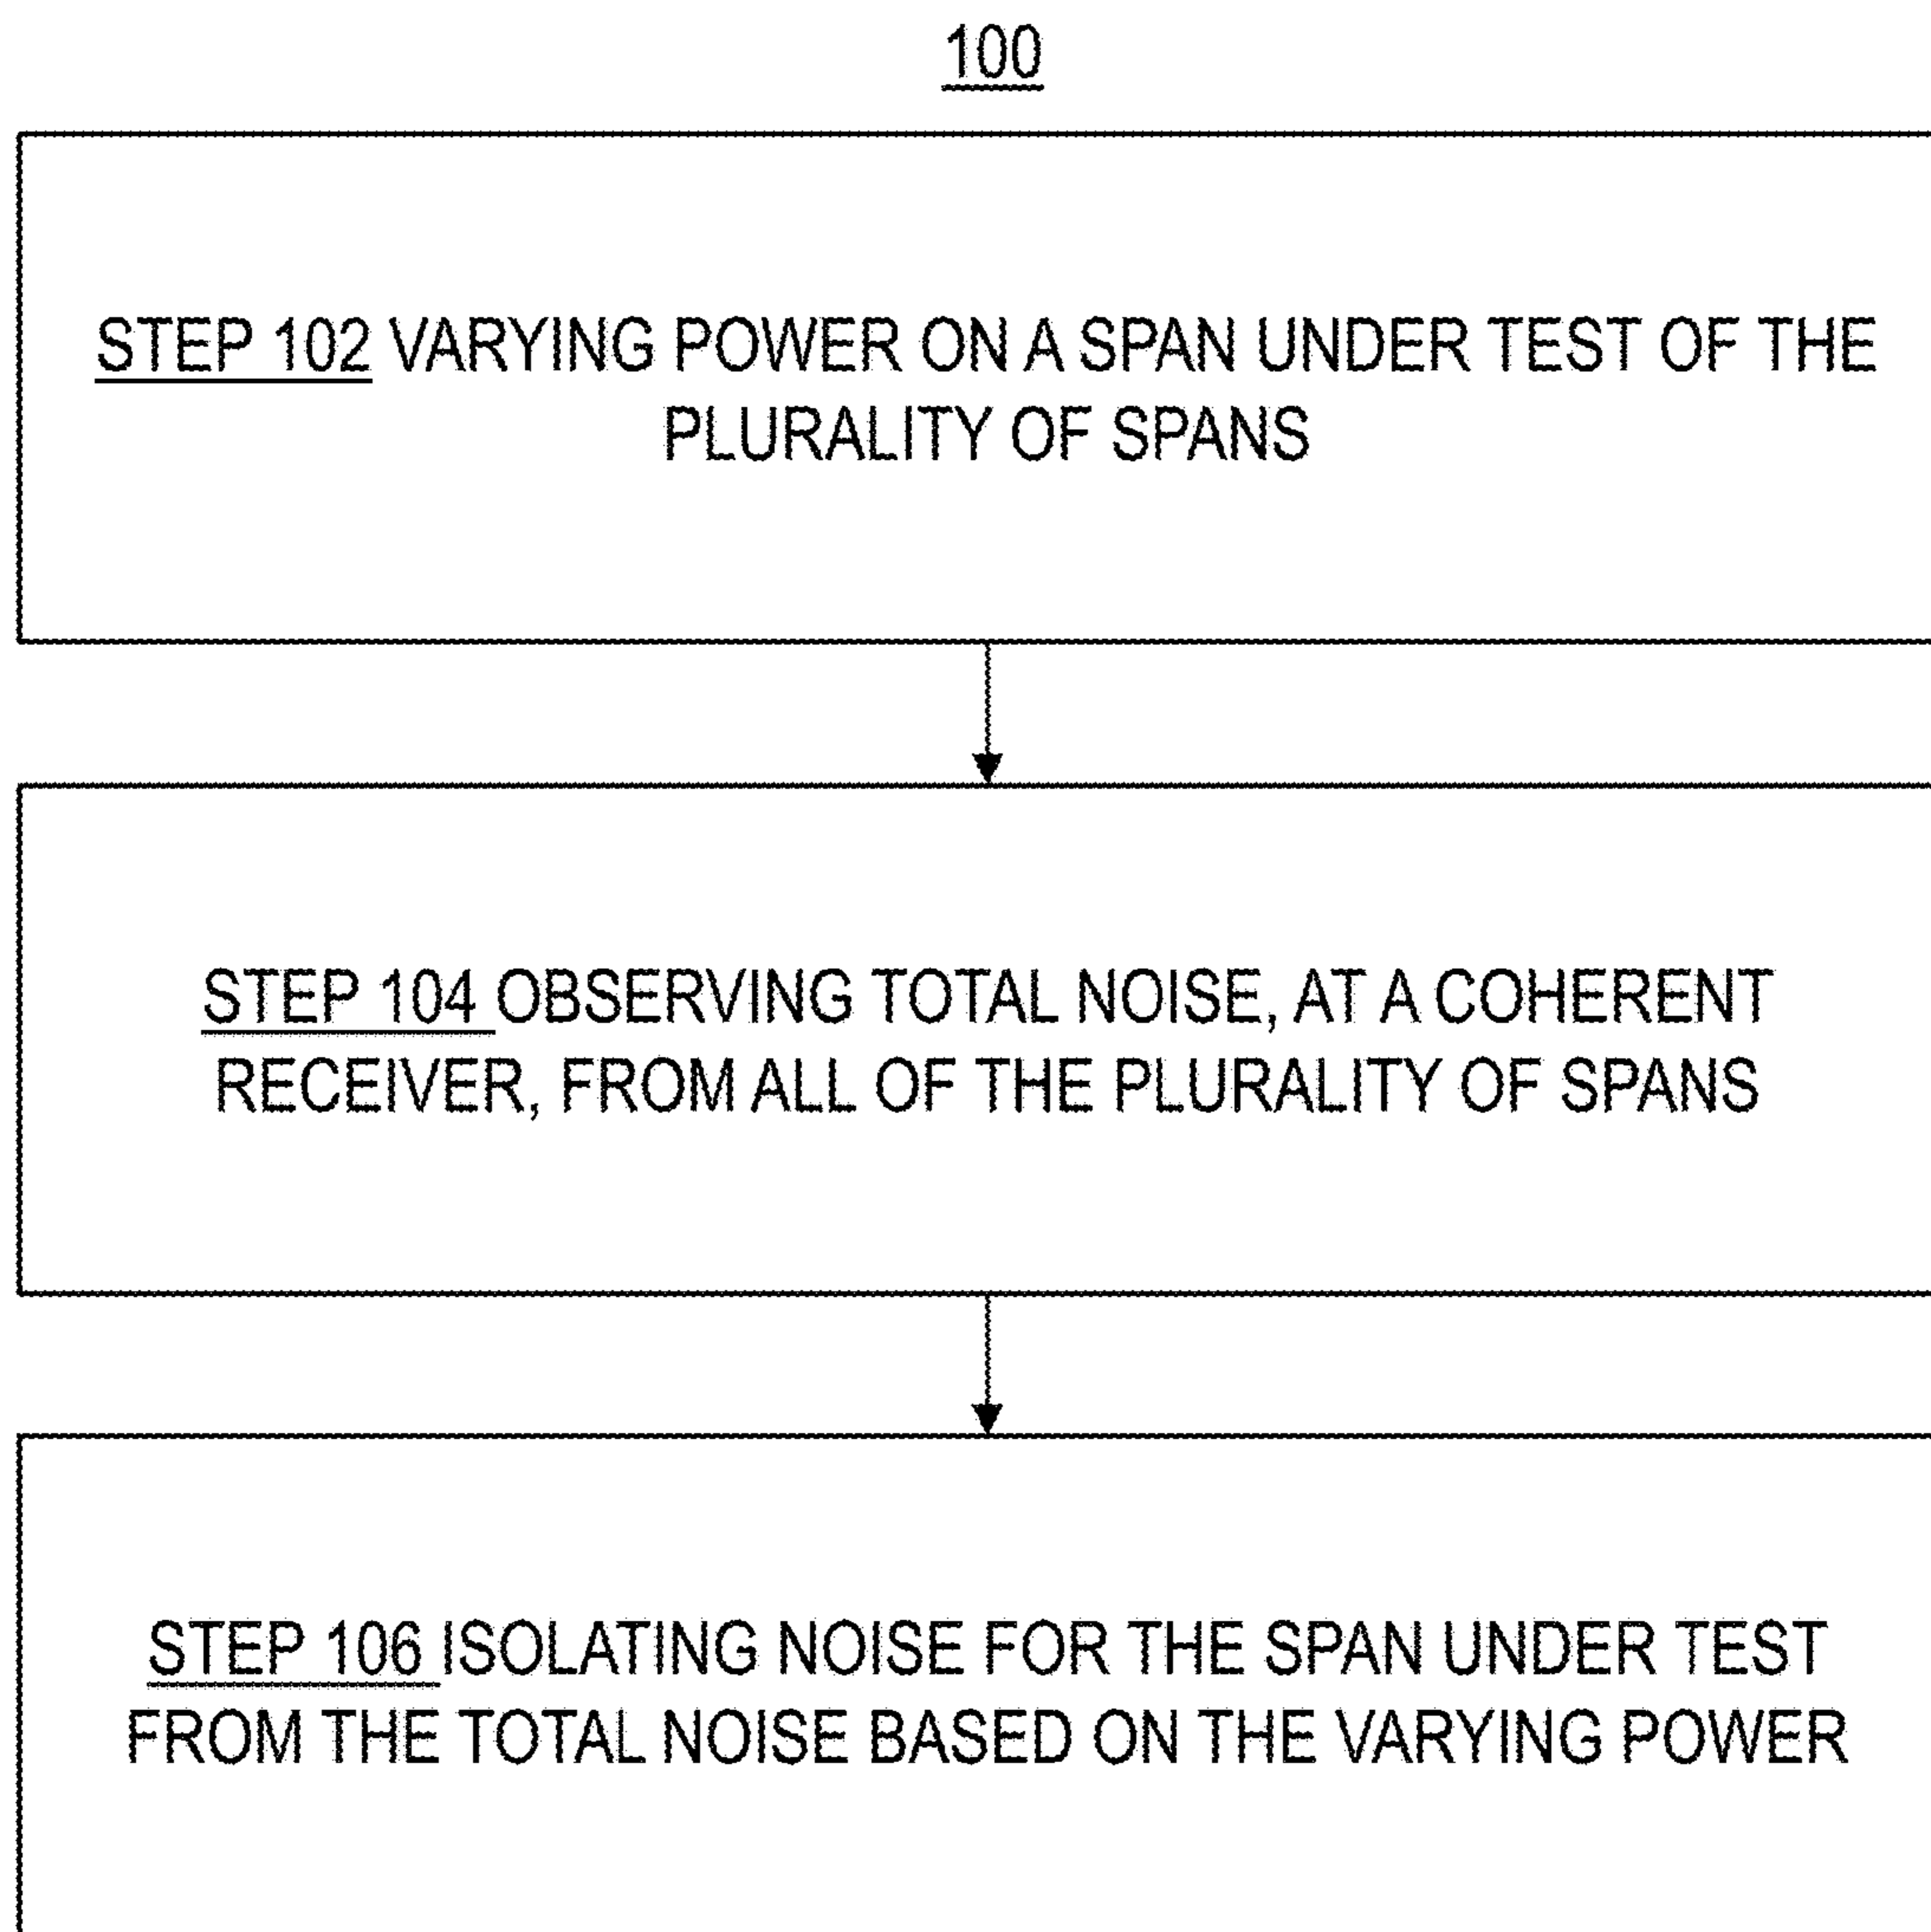 100
STEP 102 VARYING POWER ON A SPAN UNDER TEST OF THE
PLURALITY OF SPANS
STEP 104 OBSERVING TOTAL NOISE, AT A COHERENT
RECEIVER, FROM ALL OF THE PLURALITY OF SPANS
STEP 106 ISOLATING NOISE FOR THE SPAN UNDER TEST
FROM THE TOTAL NOISE BASED ON THE VARYING POWER